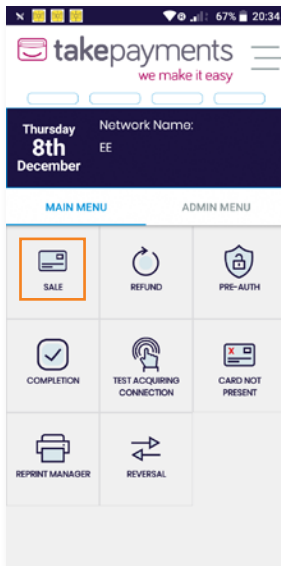 67% 20:34
takepayments
we make it easy
Thursday
8th
December
Network Name:
EE
MAIN MENU
ADMIN MENU
SALE
REFUND
PRE-AUTH
COMPLETION
TEST ACQUIRING
CONNECTION
CARD NOT
PRESENT
REPRINT MANAGER
REVERSAL